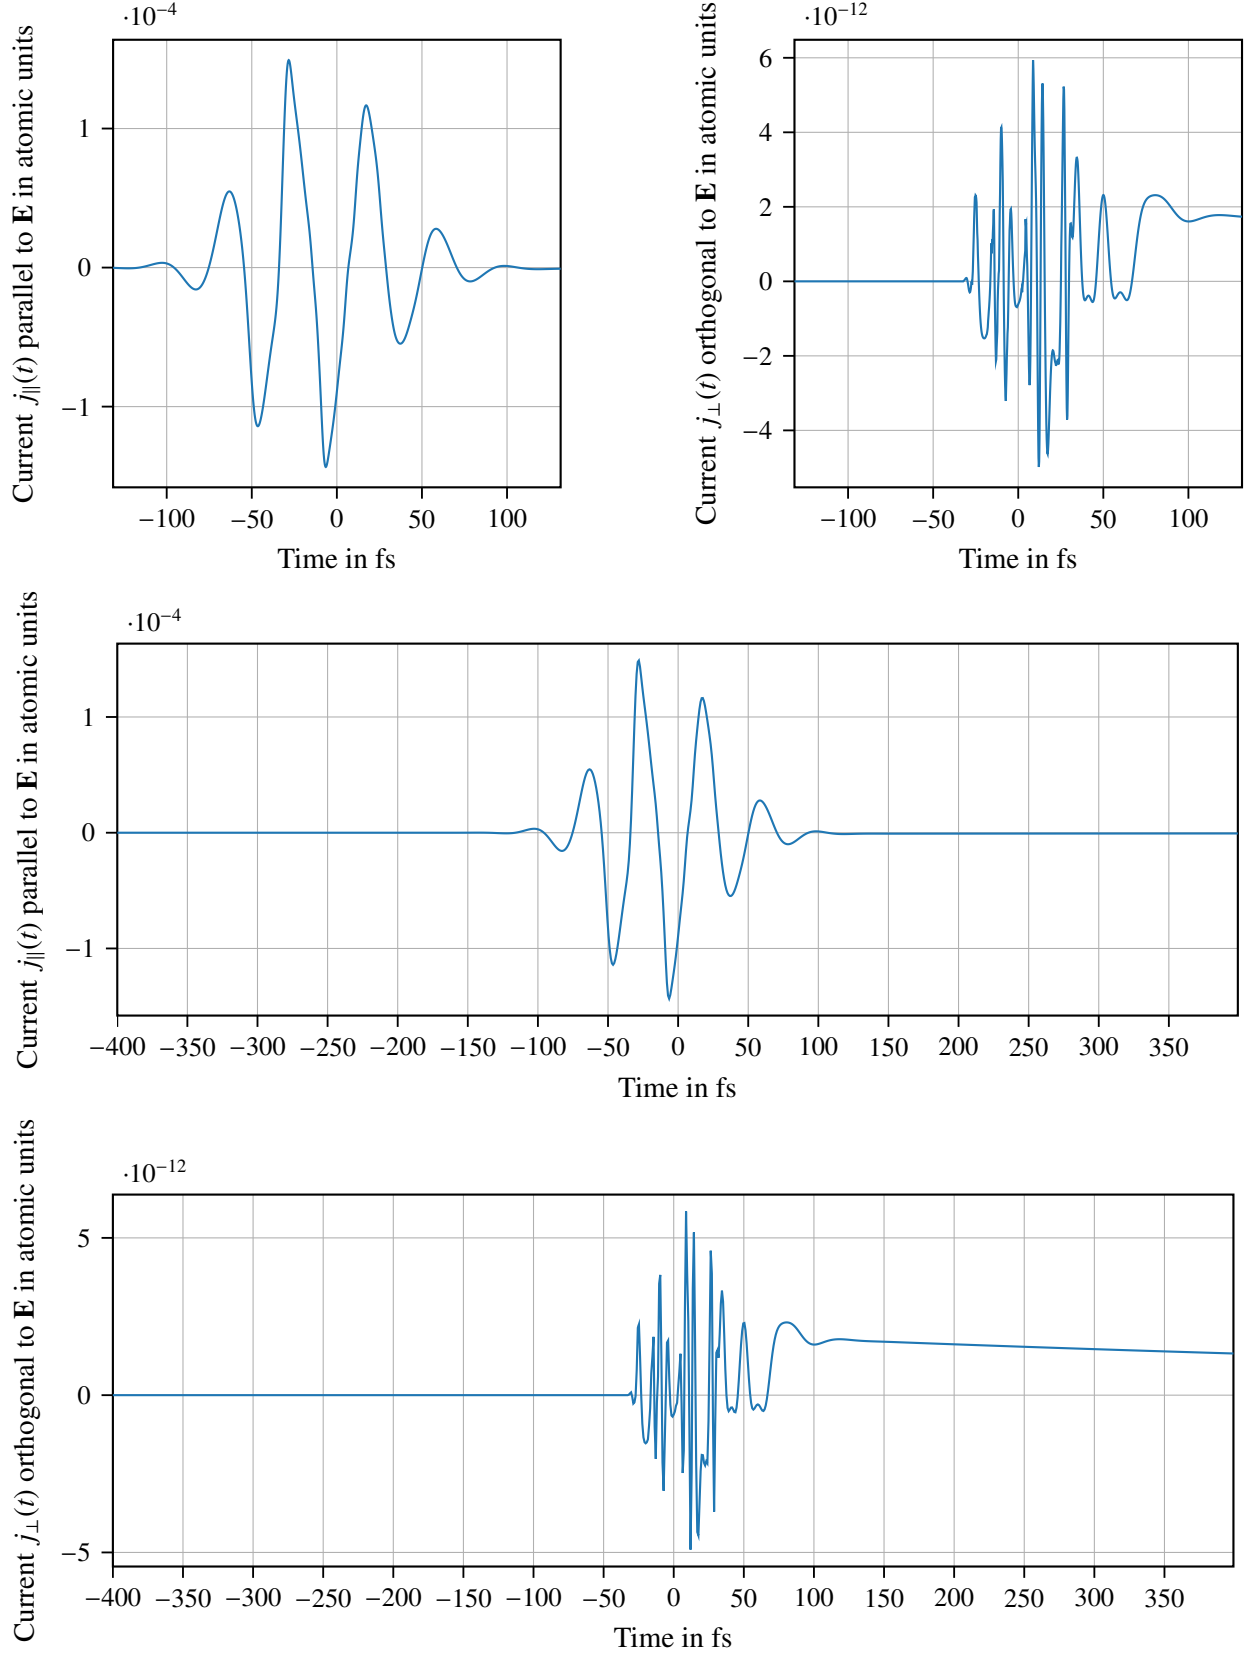 ·10−4
Current j∥(t) parallel to E in atomic units
1
0
−1
−100 −50 0 50 100
Time in fs
·10−12
Current j⊥(t) orthogonal to E in atomic units
6
4
2
0
−2
−4
−100 −50 0 50 100
Time in fs
·10−4
Current j∥(t) parallel to E in atomic units
1
0
−1
−400 −350 −300 −250 −200 −150 −100 −50 0 50 100 150 200 250 300 350
Time in fs
·10−12
Current j⊥(t) orthogonal to E in atomic units
5
0
−5
−400 −350 −300 −250 −200 −150 −100 −50 0 50 100 150 200 250 300 350
Time in fs